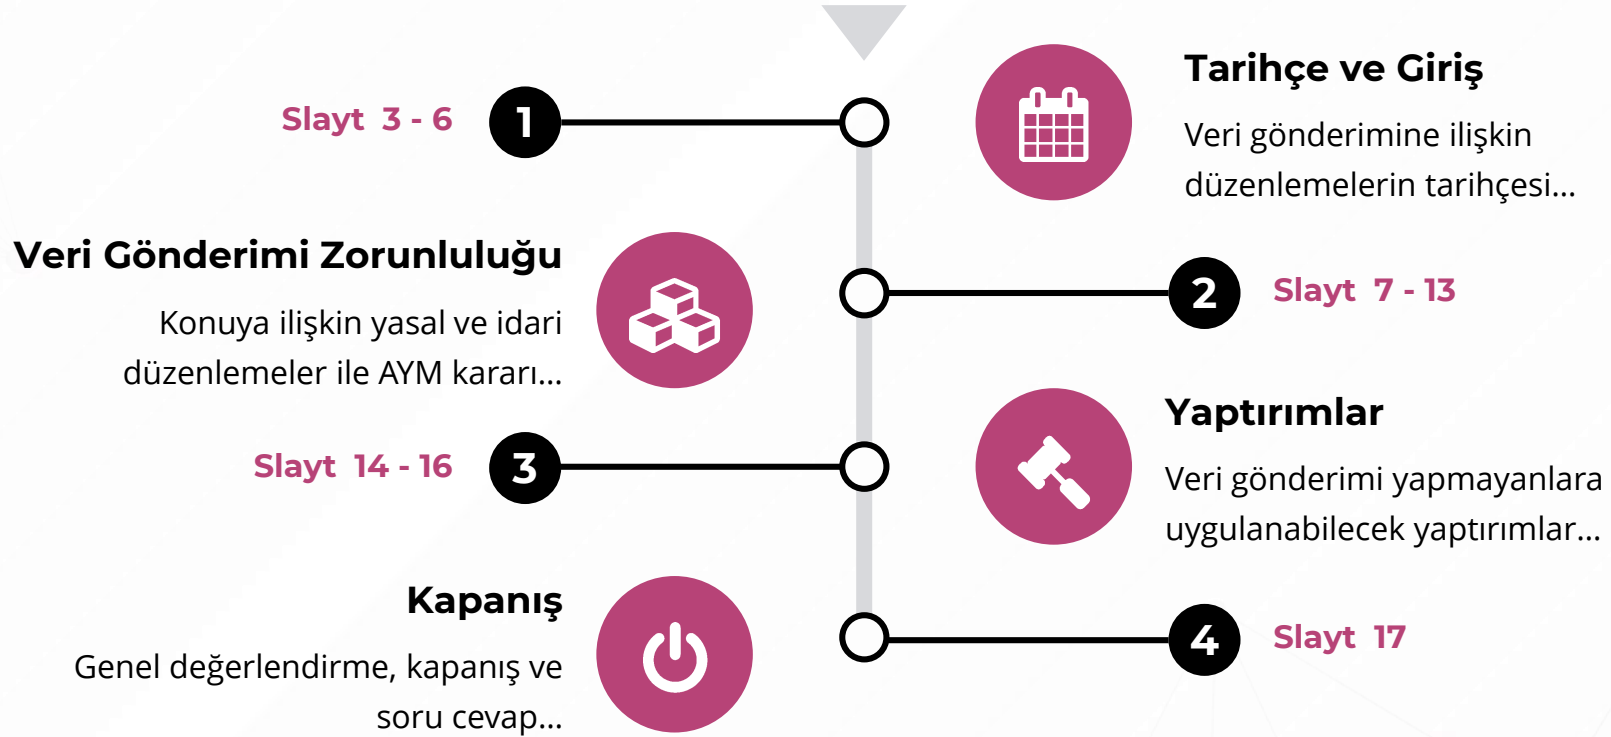 Slayt 3 - 6
1
Tarihçe ve Giriş
Veri gönderimine ilişkin
düzenlemelerin tarihçesi...
Veri Gönderimi Zorunluluğu
Konuya ilişkin yasal ve idari
düzenlemeler ile AYM kararı...
2
Slayt 7 - 13
Slayt 14 - 16
3
Yaptırımlar
Veri gönderimi yapmayanlara
uygulanabilecek yaptırımlar...
Kapanış
Genel değerlendirme, kapanış ve
soru cevap...
4
Slayt 17